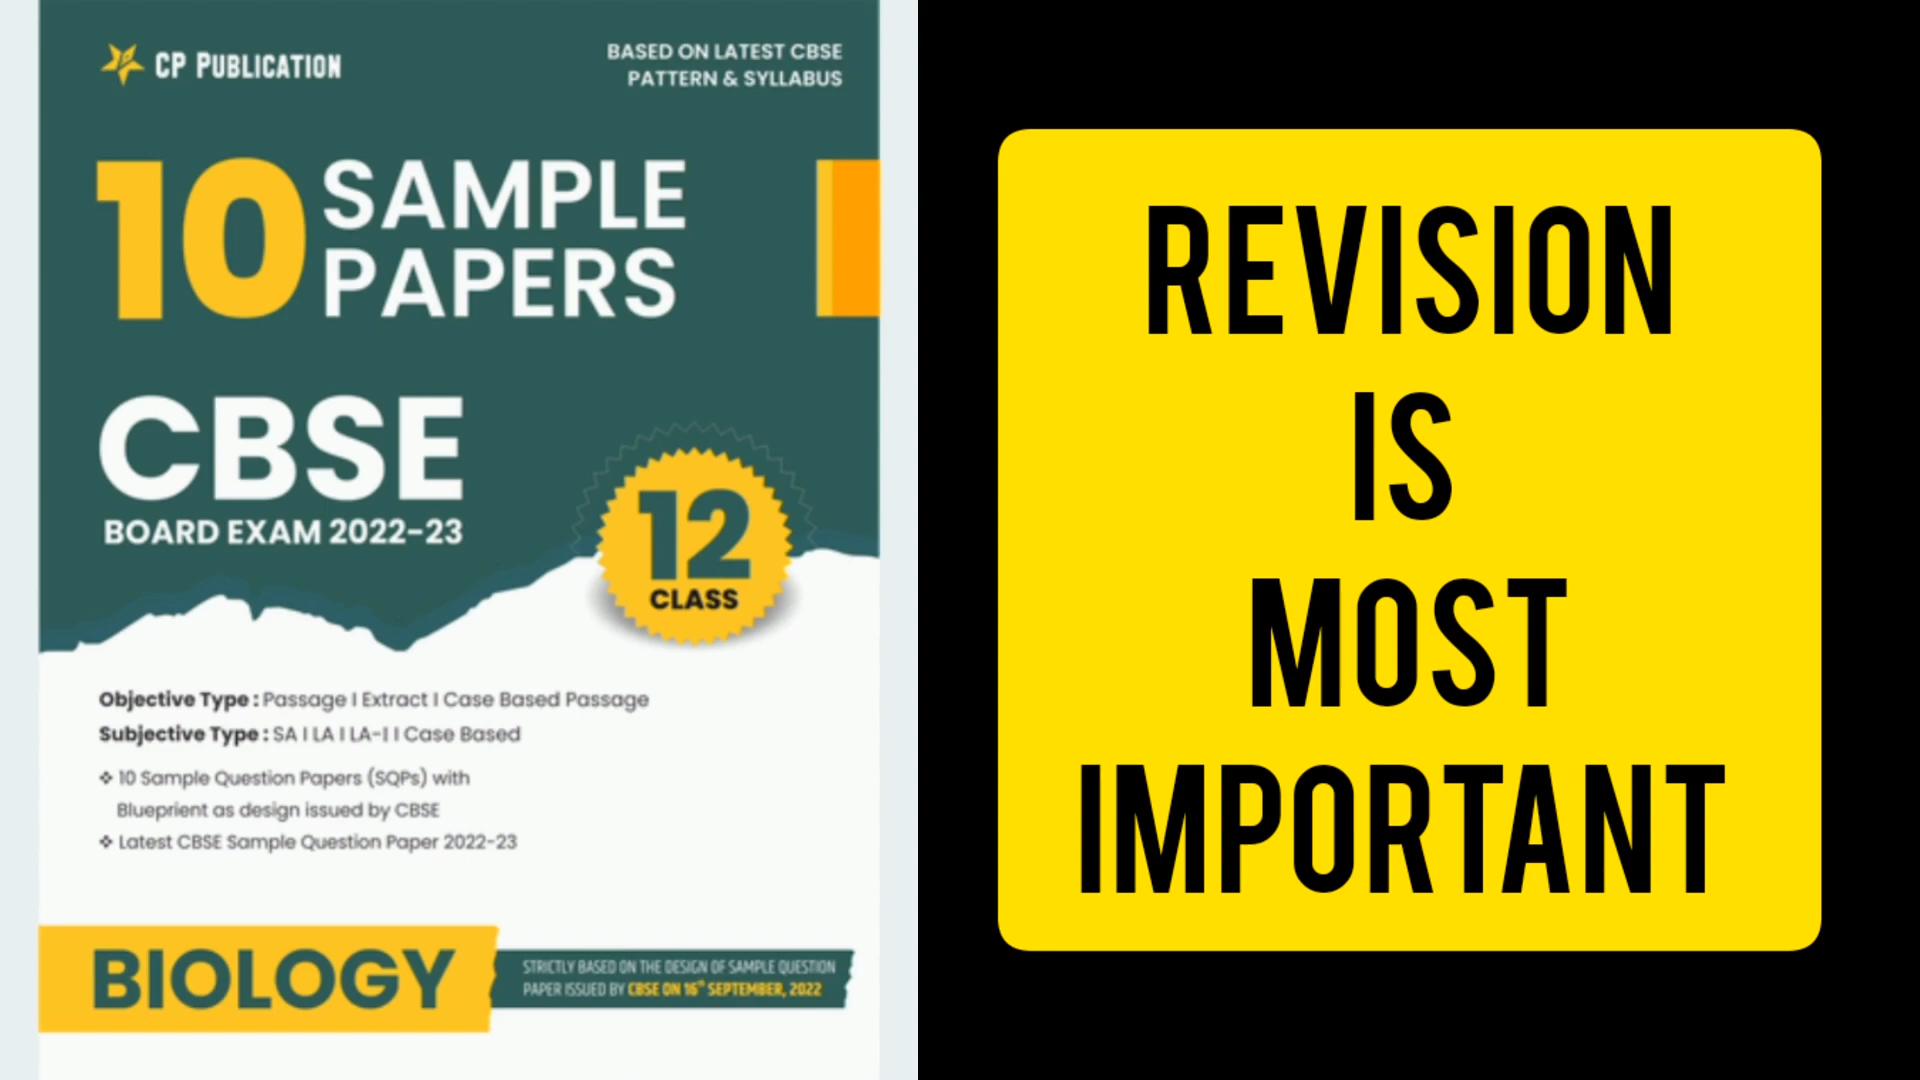 CP PUBLICATION
BASED ON LATEST CBSE
PATTERN & SYLLABUS
10 SAMPLE
PAPERS
CBSE
BOARD EXAM 2022-23
12
CLASS
Objective Type : Passage I Extract I Case Based Passage
Subjective Type : SA I LA I LA-I I Case Based
❖ 10 Sample Question Papers (SQPs) with
Blueprient as design issued by CBSE
❖ Latest CBSE Sample Question Paper 2022-23
BIOLOGY
STRICTLY BASED ON THE DESIGN OF SAMPLE QUESTION
PAPER ISSUED BY CBSE ON 16th SEPTEMBER, 2022
REVISION
IS
MOST
IMPORTANT